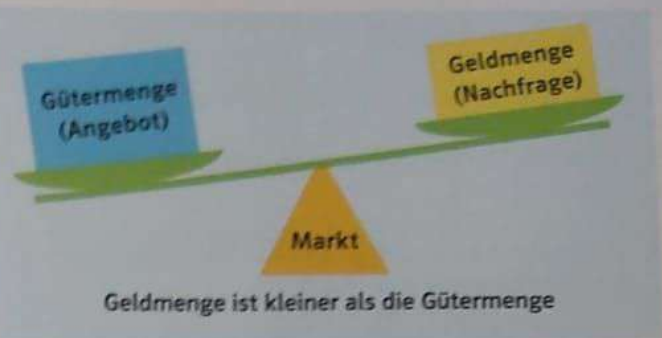 Gütermenge
(Angebot)
Geldmenge
(Nachfrage)
Markt
Geldmenge ist kleiner als die Gütermenge